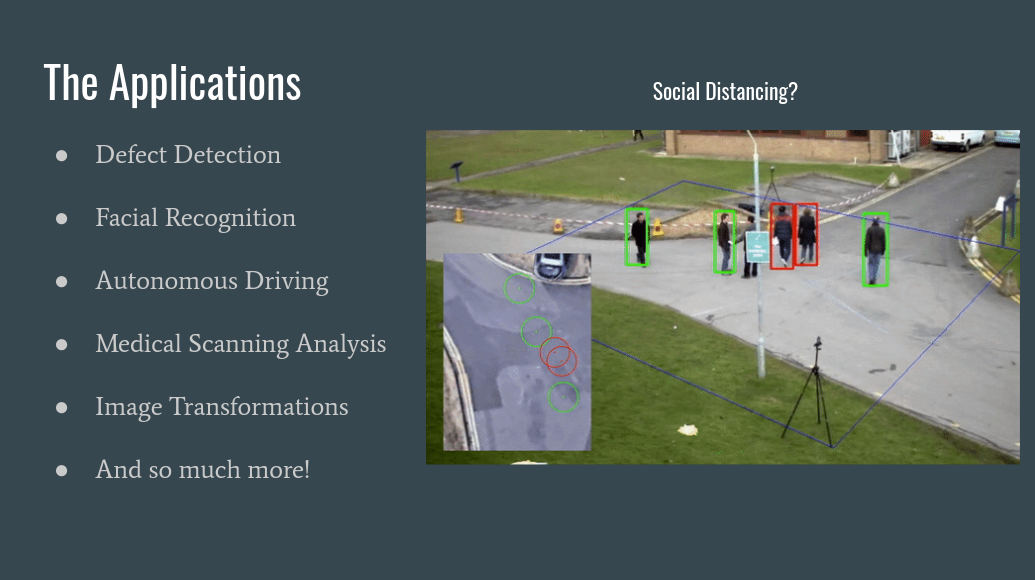 The Applications
Social Distancing?
● Defect Detection
● Facial Recognition
● Autonomous Driving
● Medical Scanning Analysis
● Image Transformations
● And so much more!